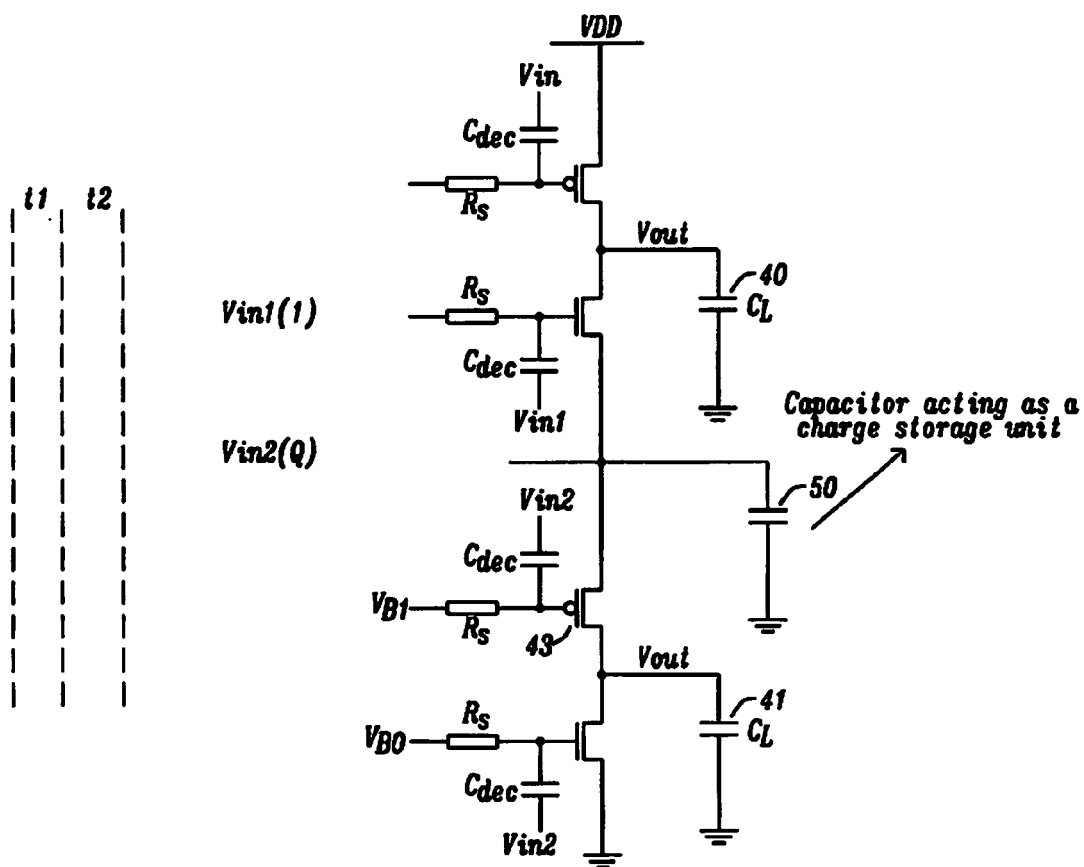 VDD
Vin
Cdec
RS
t1 t2
Vout
Vin1(1)
RS
40
CL
Cdec
Vin1
Capacitor acting as a
charge storage unit
Vin2(Q)
50
Vin2
Cdec
VB1
RS
43
Vout
41
RS
CL
VB0
Cdec
Vin2